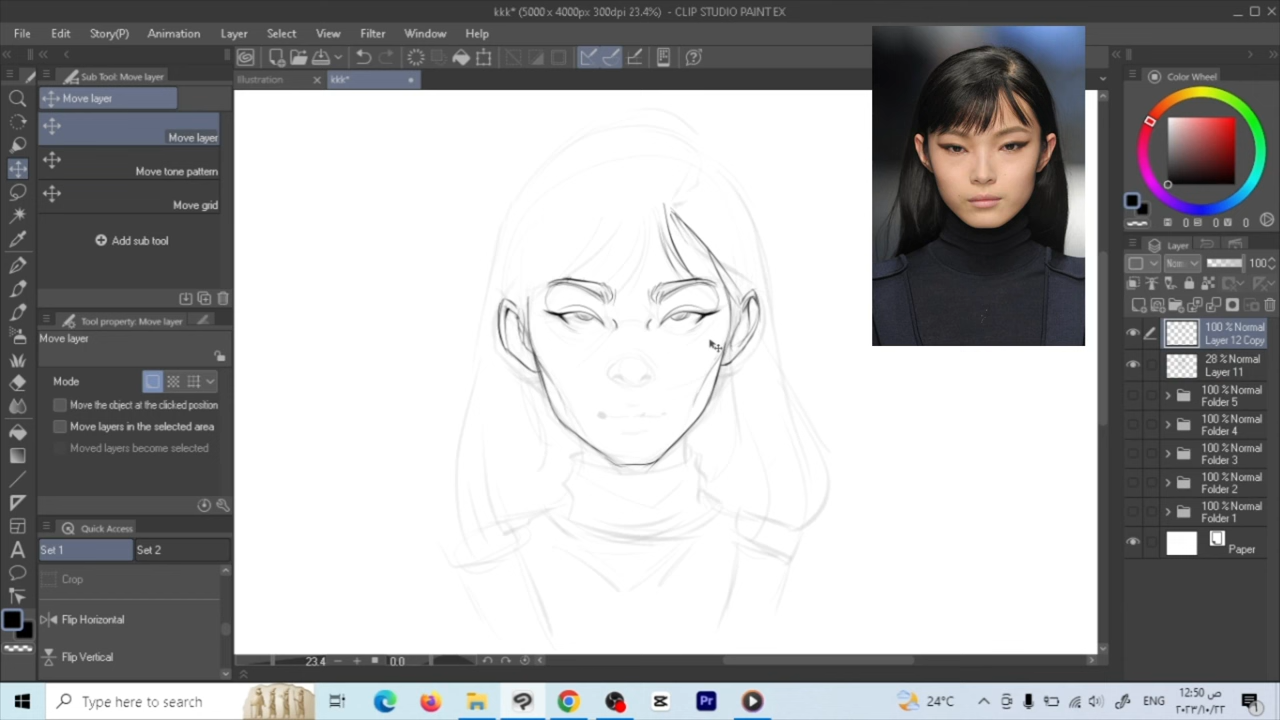 kkk* (5000 x 4000px 300dpi 23.4%) - CLIP STUDIO PAINT EX
File Edit Story(P) Animation Layer Select View Filter Window Help
Sub Tool: Move layer
Illustration
kkk*
Color Wheel
Move layer
Move layer
Move tone pattern
Move grid
Add sub tool
0 0 0
Layer
100
Tool property: Move layer
Move layer
100 % Normal
Layer 12 Copy
28 % Normal
Layer 11
Mode
Move the object at the clicked position
Move layers in the selected area
Moved layers become selected
100 % Normal
Folder 5
100 % Normal
Folder 4
100 % Normal
Folder 3
100 % Normal
Folder 2
100 % Normal
Folder 1
Paper
Quick Access
Set 1 Set 2
Crop
Flip Horizontal
Flip Vertical
23.4
0.0
Type here to search
24°C
ENG
12:50 ص
٢٠٢٣/١٠/٢٢